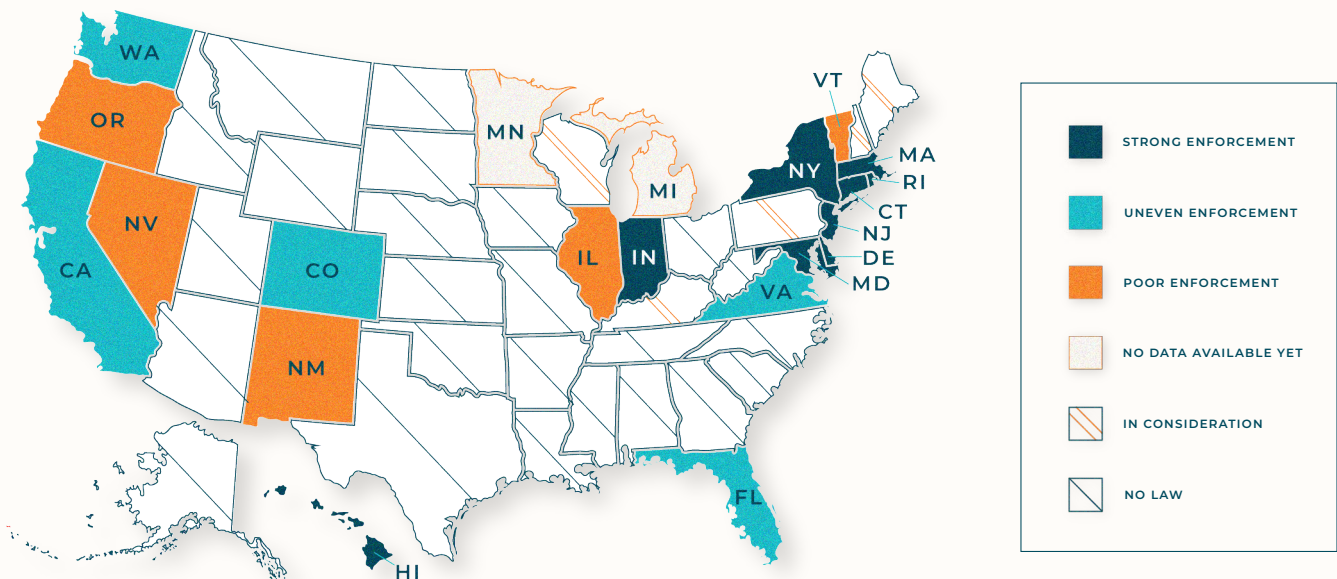 WA
OR
MN
VT
NY
MA
RI
MI
CT
NV
NJ
IL
IN
DE
CA
CO
MD
VA
NM
FL
HI
STRONG ENFORCEMENT
UNEVEN ENFORCEMENT
POOR ENFORCEMENT
NO DATA AVAILABLE YET
IN CONSIDERATION
NO LAW